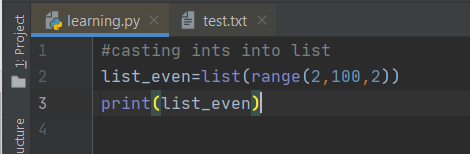 learning.py test.txt
1: Project
ucture
1 #casting ints into list
2 list_even=list(range(2,100,2))
3 print(list_even)
4